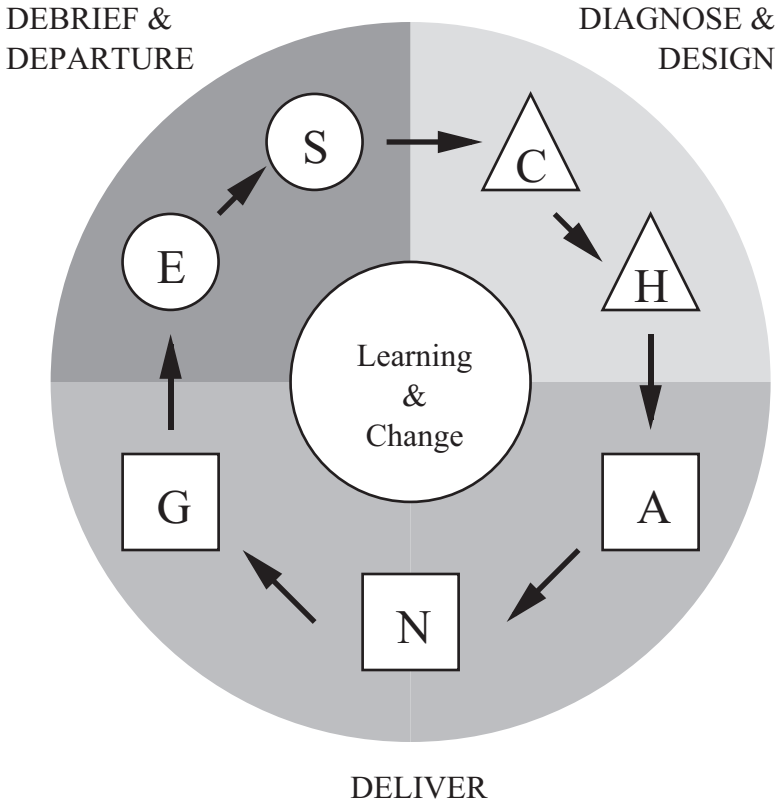 DEBRIEF &
DEPARTURE
DIAGNOSE &
DESIGN
S
C
E
H
Learning
&
Change
G
A
N
DELIVER